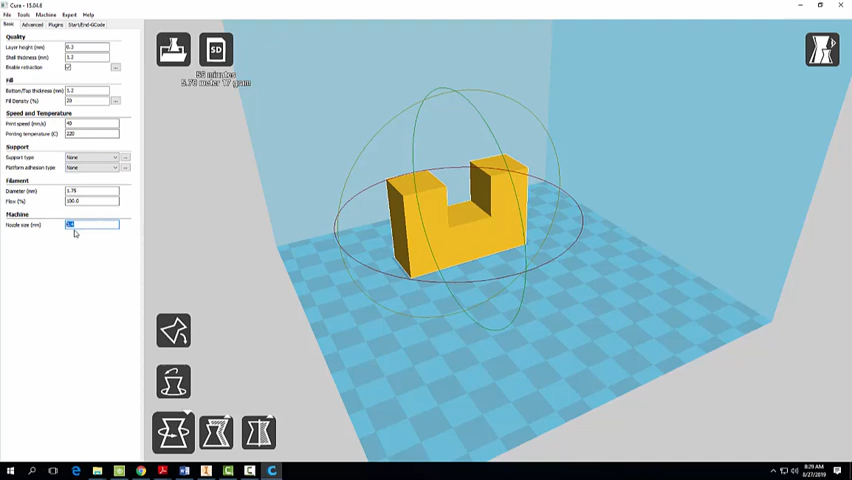 Cura - 15.04.6
File Tools Machine Expert Help
Basic Advanced Plugins Start/End-GCode
Quality
Layer height (mm) 0.3
Shell thickness (mm) 1.2
Enable retraction
Fill
Bottom/Top thickness (mm) 1.2
Fill Density (%) 20
Speed and Temperature
Print speed (mm/s) 40
Printing temperature (C) 220
Support
Support type None
Platform adhesion type None
Filament
Diameter (mm) 1.75
Flow (%) 100.0
Machine
Nozzle size (mm) 0.4
SD
56 minutes
5.76 meter 17 gram
8:29 AM
8/27/2019